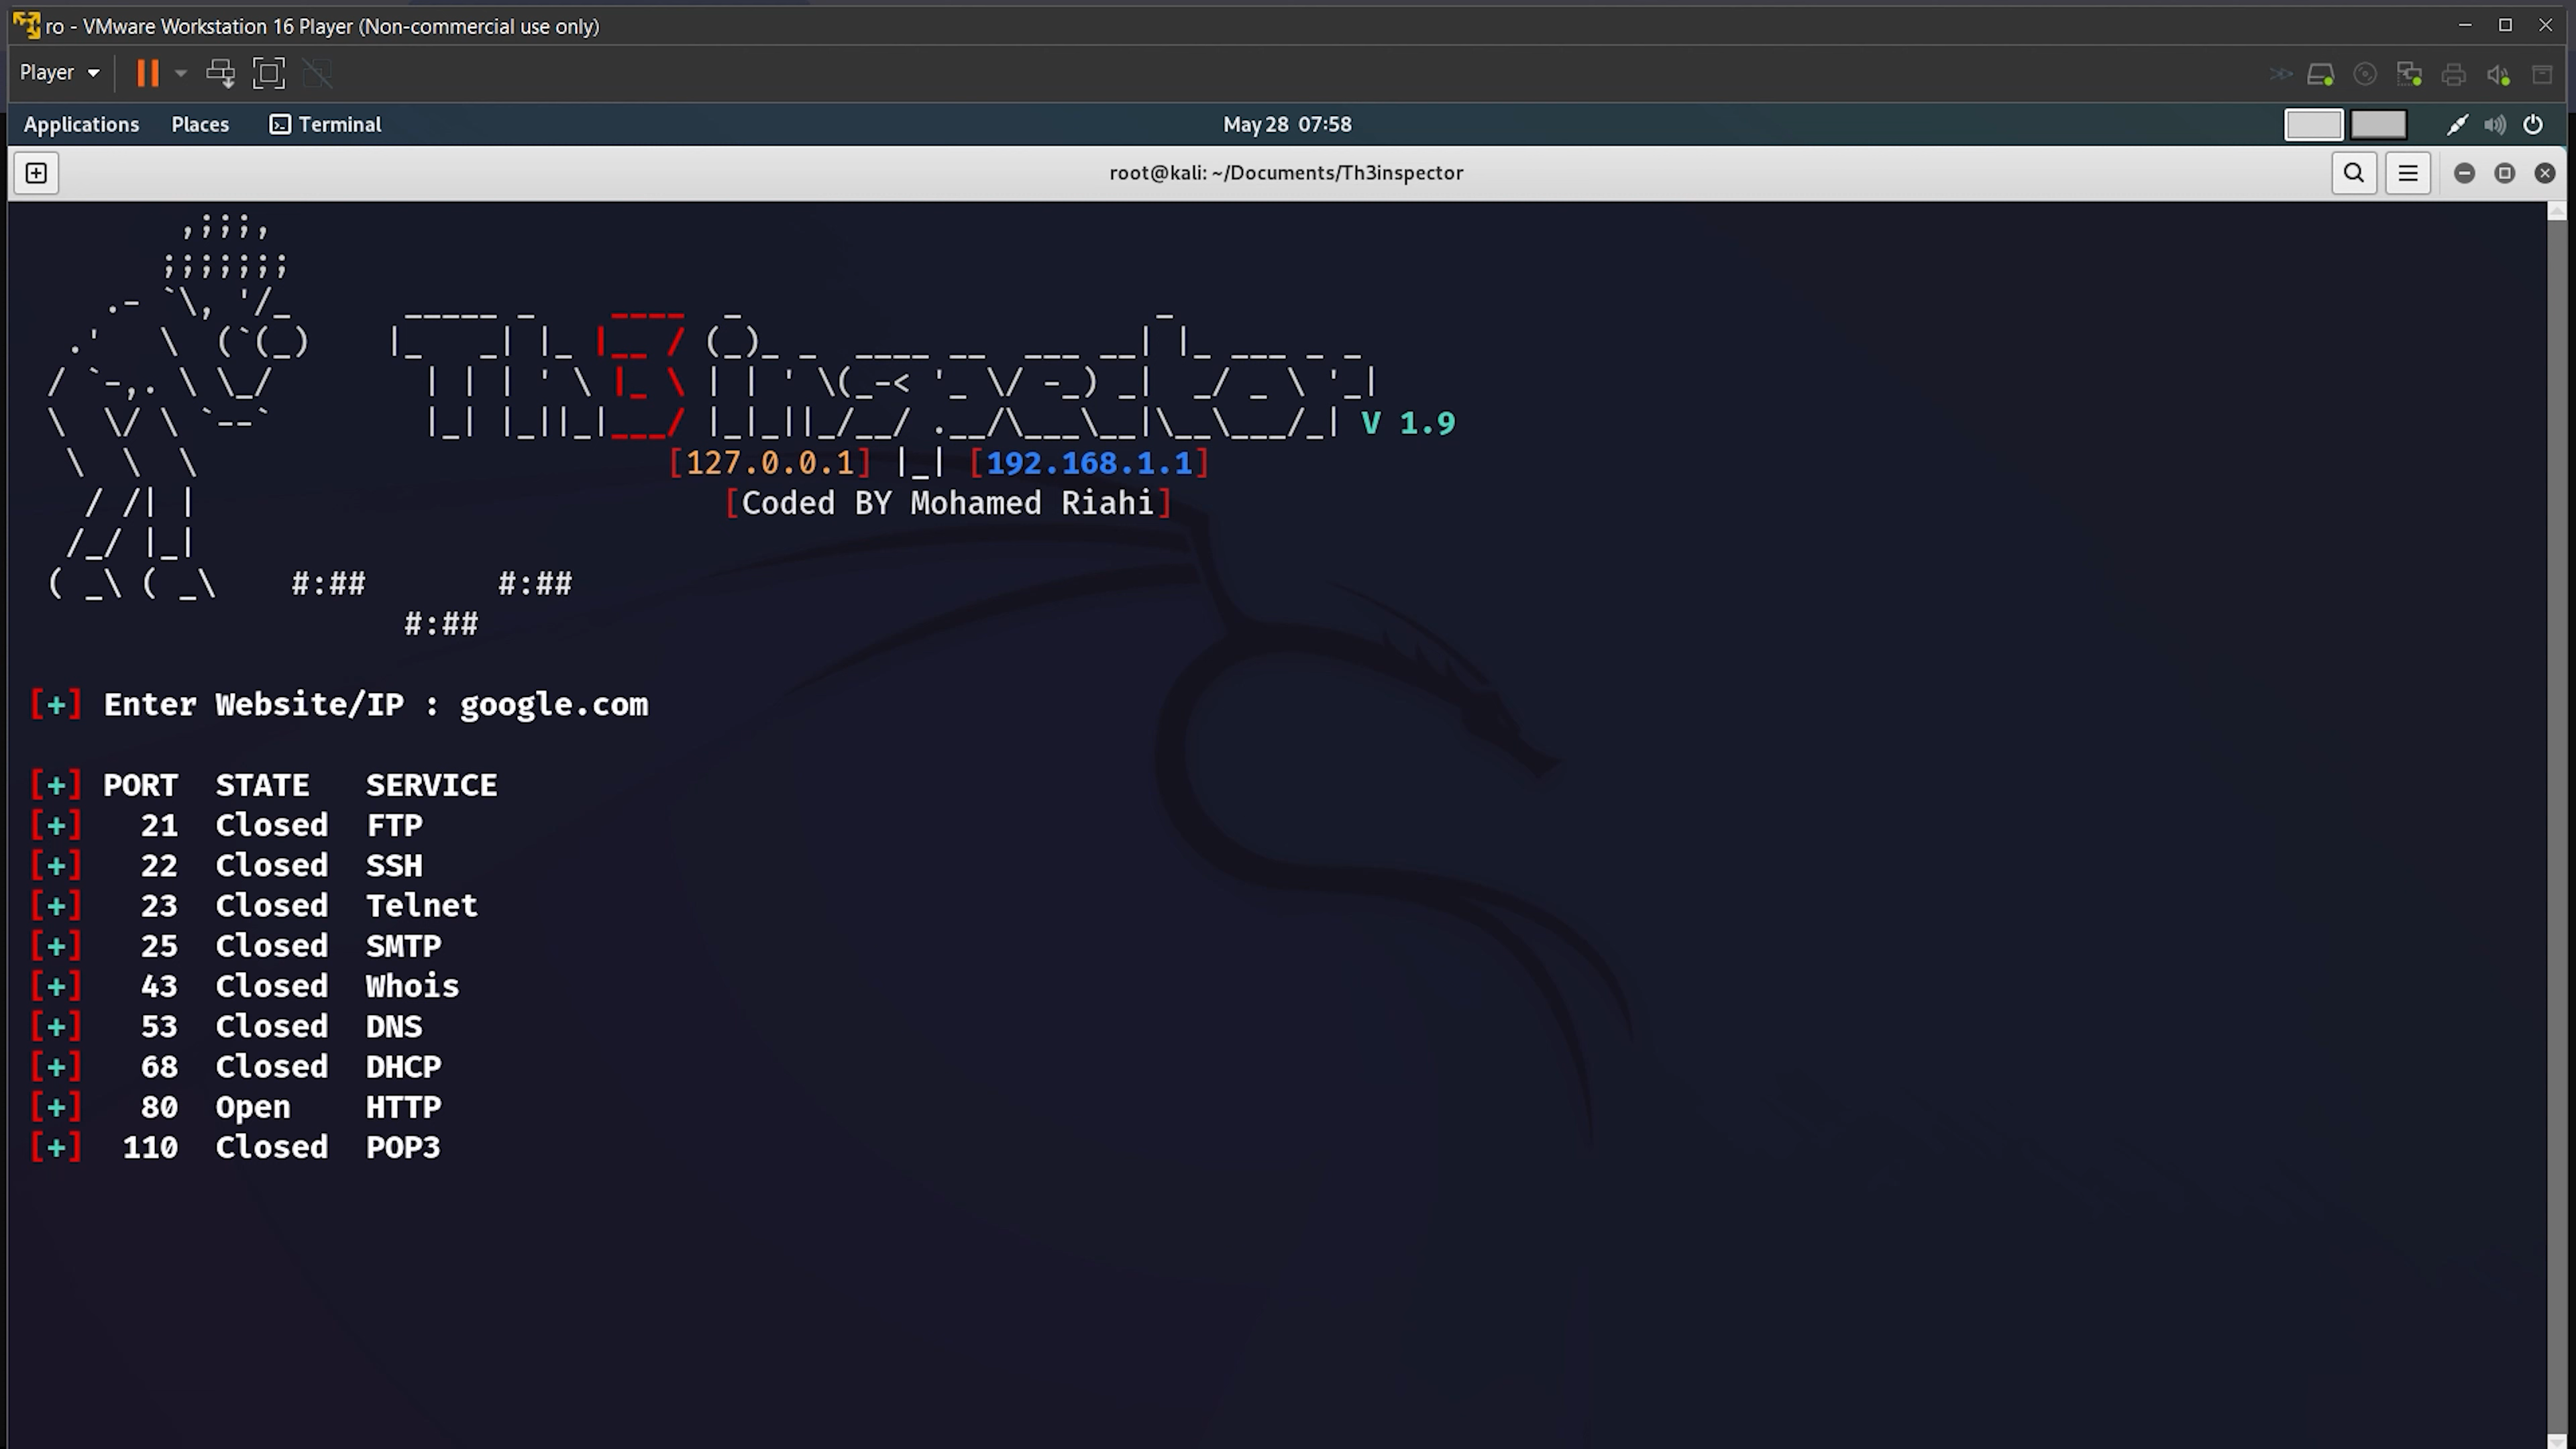 ro - VMware Workstation 16 Player (Non-commercial use only)
Player
Applications Places Terminal May 28 07:58
root@kali: ~/Documents/Th3inspector
Th3inspector V 1.9
[127.0.0.1] |_| [192.168.1.1]
[Coded BY Mohamed Riahi]
#:## #:##
#:##
[+] Enter Website/IP : google.com
[+] PORT STATE SERVICE
[+] 21 Closed FTP
[+] 22 Closed SSH
[+] 23 Closed Telnet
[+] 25 Closed SMTP
[+] 43 Closed Whois
[+] 53 Closed DNS
[+] 68 Closed DHCP
[+] 80 Open HTTP
[+] 110 Closed POP3